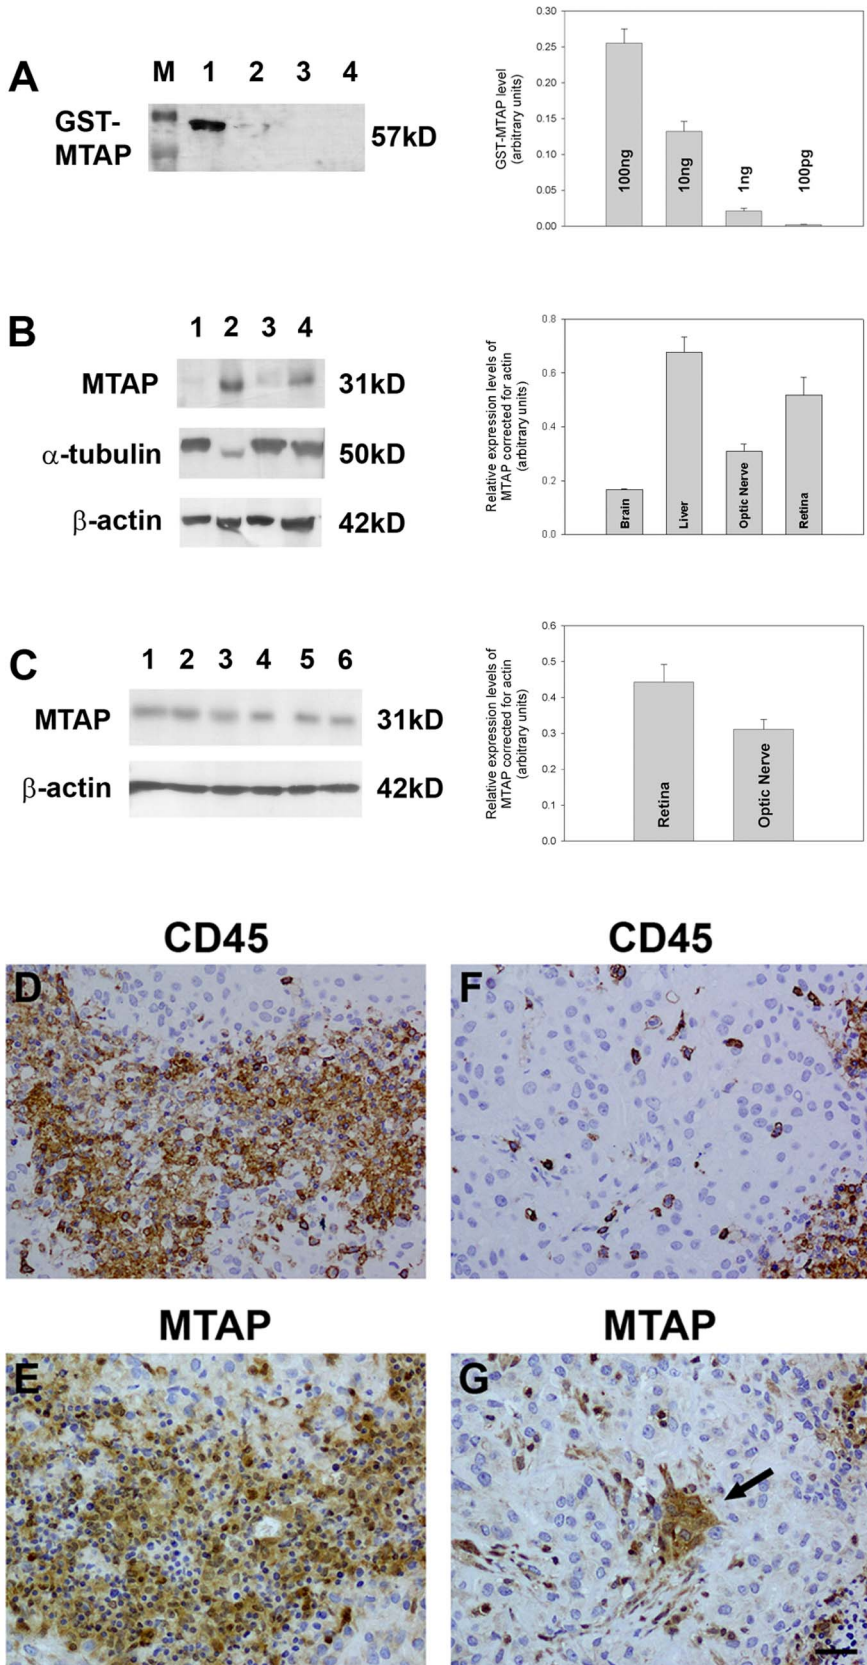 A
M 1 2 3 4
GST-
MTAP
57kD
GST-MTAP level
(arbitrary units)
0.30
0.25
0.20
0.15
0.10
0.05
0.00
100ng
10ng
1ng
100pg
B
1 2 3 4
MTAP 31kD
α-tubulin 50kD
β-actin 42kD
Relative expression levels of
MTAP corrected for actin
(arbitrary units)
0.8
0.6
0.4
0.2
0.0
Brain
Liver
Optic Nerve
Retina
C
1 2 3 4 5 6
MTAP 31kD
β-actin 42kD
Relative expression levels of
MTAP corrected for actin
(arbitrary units)
0.6
0.5
0.4
0.3
0.2
0.1
0.0
Retina
Optic Nerve
CD45
D
CD45
F
MTAP
E
MTAP
G